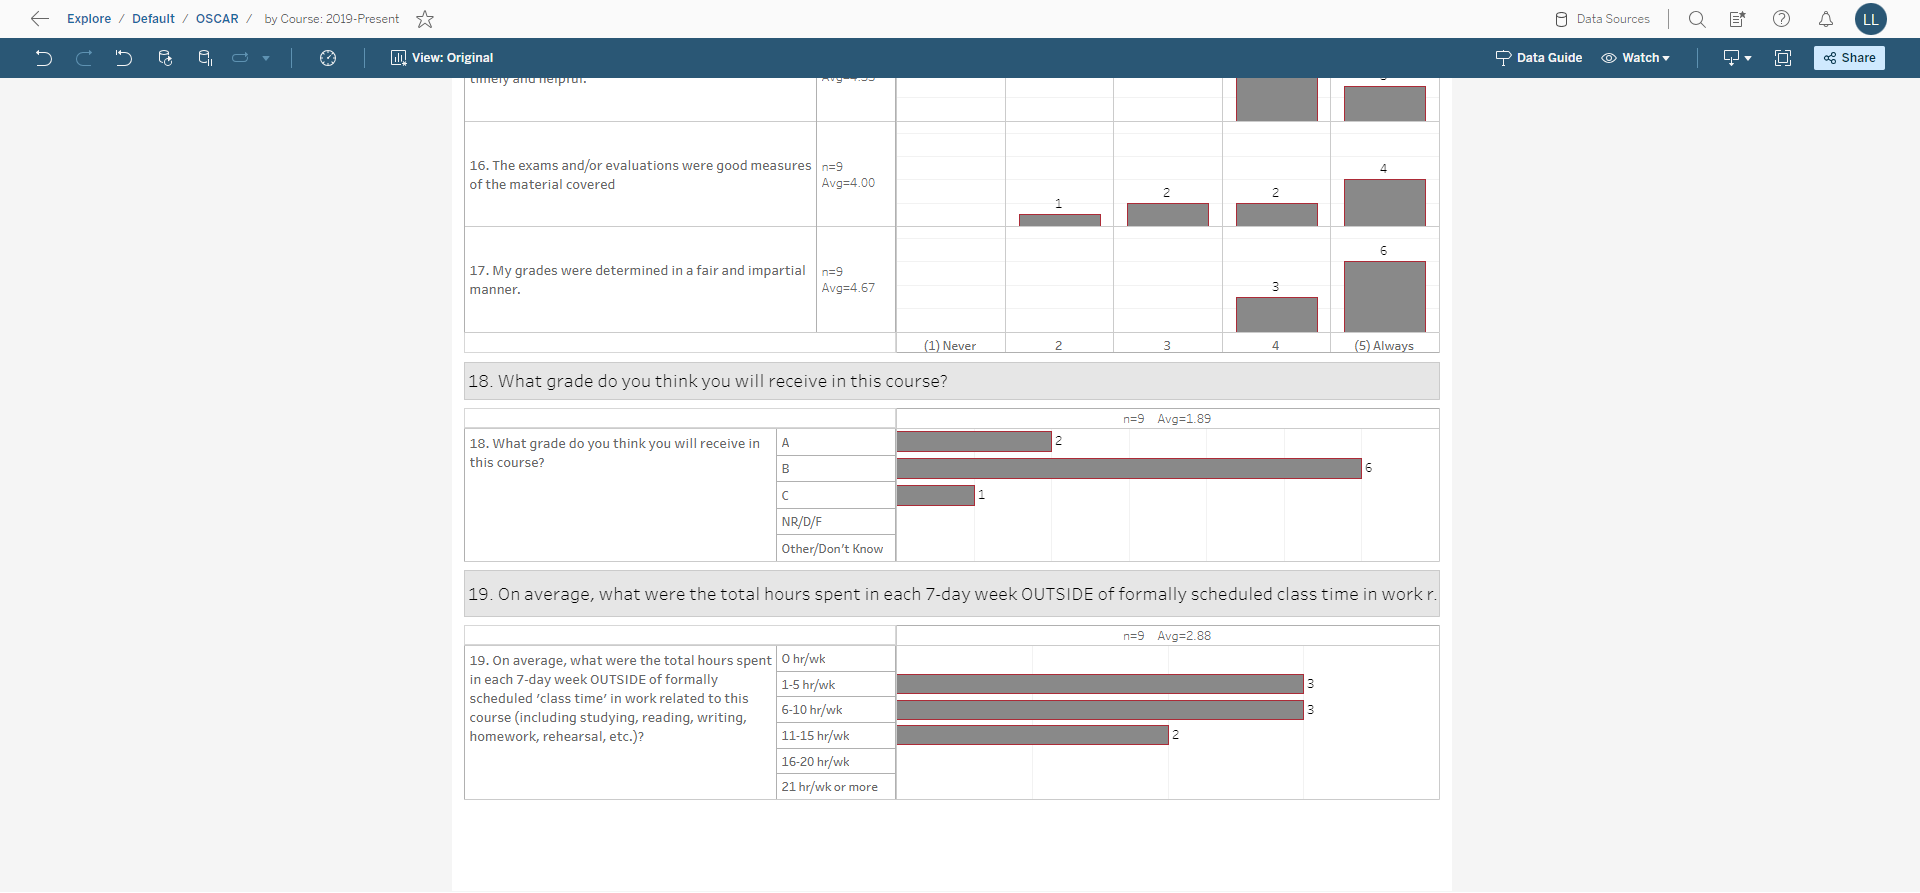 Explore / Default / OSCAR / by Course: 2019-Present
Data Sources
LL
View: Original
Data Guide
Watch
Share
timely and helpful.
Avg=4.33
16. The exams and/or evaluations were good measures
of the material covered
n=9
Avg=4.00
1
2
2
4
17. My grades were determined in a fair and impartial
manner.
n=9
Avg=4.67
3
6
(1) Never
2
3
4
(5) Always
18. What grade do you think you will receive in this course?
n=9 Avg=1.89
18. What grade do you think you will receive in
this course?
A
2
B
6
C
1
NR/D/F
Other/Don't Know
19. On average, what were the total hours spent in each 7-day week OUTSIDE of formally scheduled class time in work r.
n=9 Avg=2.88
19. On average, what were the total hours spent
in each 7-day week OUTSIDE of formally
scheduled ‘class time’ in work related to this
course (including studying, reading, writing,
homework, rehearsal, etc.)?
0 hr/wk
1-5 hr/wk
3
6-10 hr/wk
3
11-15 hr/wk
2
16-20 hr/wk
21 hr/wk or more